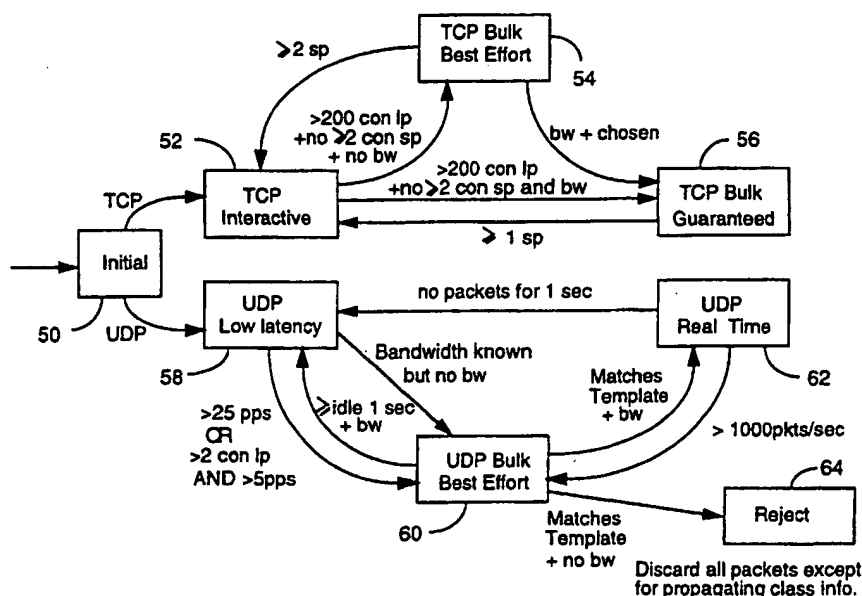 TCP Bulk
Best Effort
54
⩾2 sp
>200 con lp
+no ⩾2 con sp
+ no bw
bw + chosen
52
56
>200 con lp
+no ⩾2 con sp and bw
TCP
Interactive
TCP Bulk
Guaranteed
⩾ 1 sp
TCP
Initial
50
UDP
UDP
Low latency
58
no packets for 1 sec
UDP
Real Time
62
Bandwidth known
but no bw
⩾idle 1 sec
+ bw
Matches
Template
+ bw
>25 pps
OR
>2 con lp
AND >5pps
> 1000pkts/sec
UDP Bulk
Best Effort
60
64
Reject
Matches
Template
+ no bw
Discard all packets except
for propagating class info.